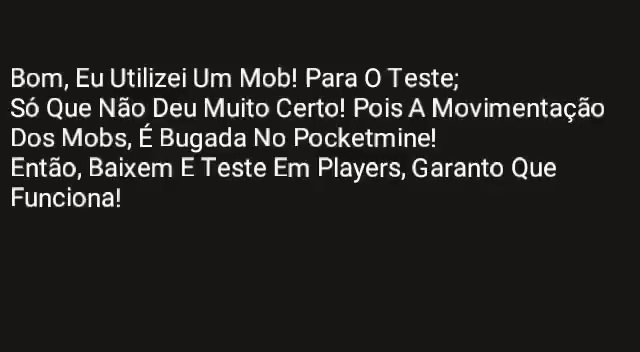 Bom, Eu Utilizei Um Mob! Para O Teste;
Só Que Não Deu Muito Certo! Pois A Movimentação
Dos Mobs, É Bugada No Pocketmine!
Então, Baixem E Teste Em Players, Garanto Que
Funciona!